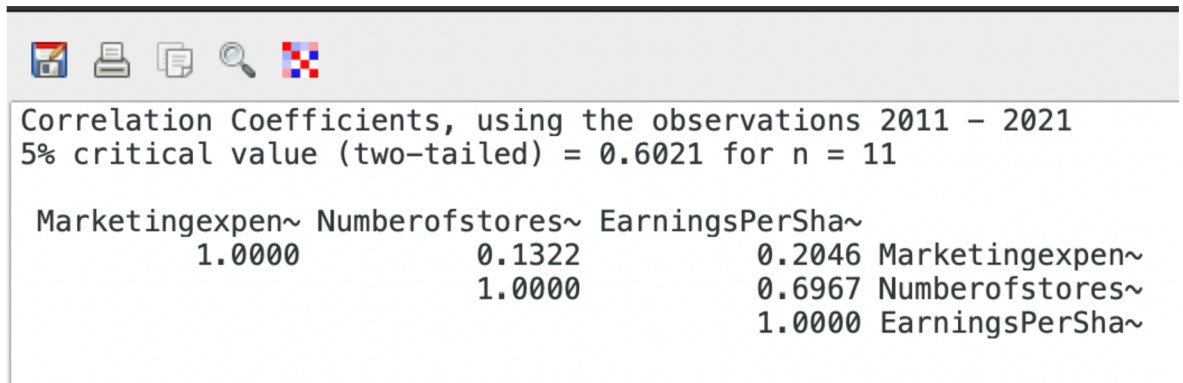 Correlation Coefficients, using the observations 2011 – 2021
5% critical value (two–tailed) = 0.6021 for n = 11
Marketingexpen~ Numberofstores~ EarningsPerSha~
1.0000 0.1322 0.2046 Marketingexpen~
1.0000 0.6967 Numberofstores~
1.0000 EarningsPerSha~